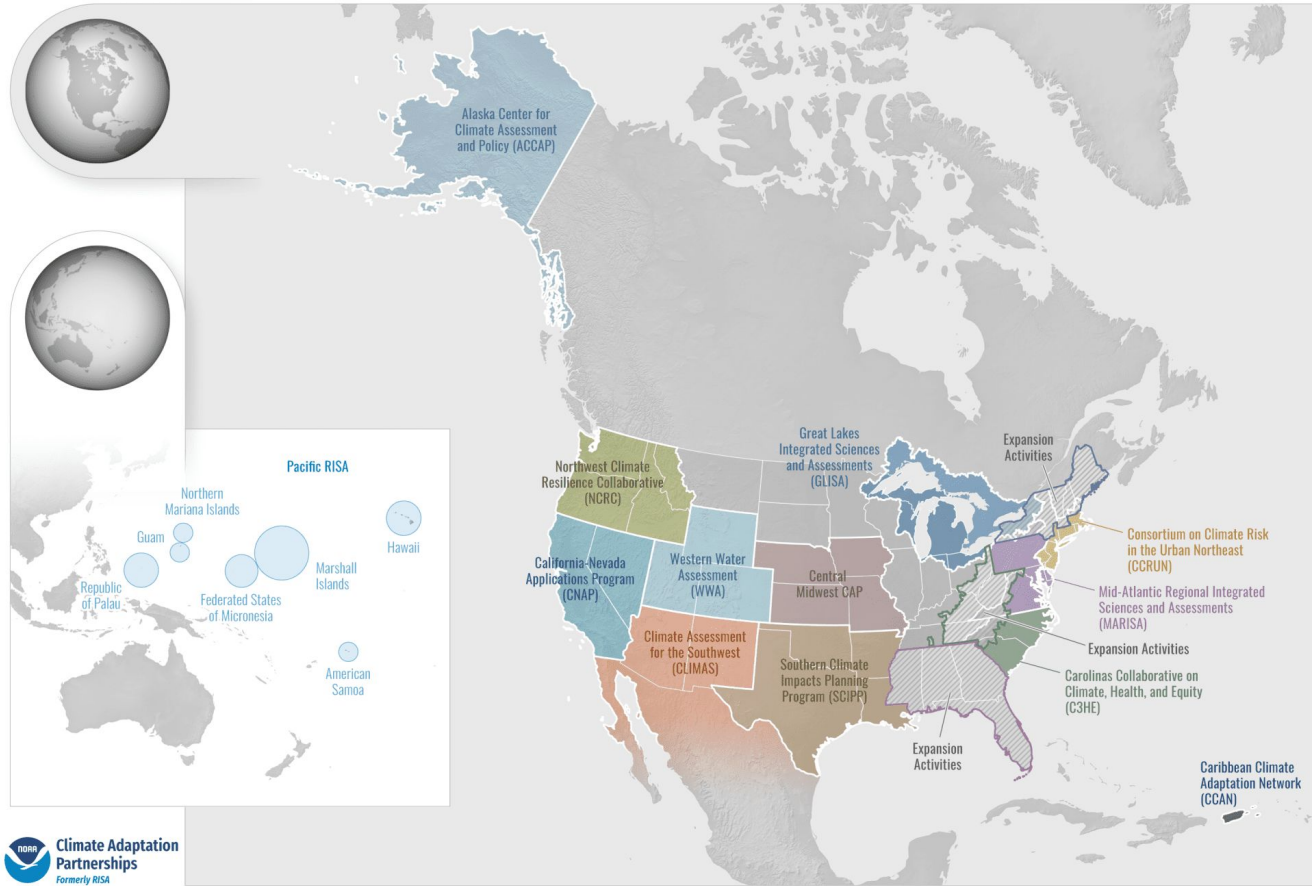 Alaska Center for
Climate Assessment
and Policy (ACCAP)
Great Lakes
Integrated Sciences
and Assessments
(GLISA)
Expansion
Activities
Northwest Climate
Resilience Collaborative
(NCRC)
Consortium on Climate Risk
in the Urban Northeast
(CCRUN)
California-Nevada
Applications Program
(CNAP)
Western Water
Assessment
(WWA)
Central
Midwest CAP
Mid-Atlantic Regional Integrated
Sciences and Assessments
(MARISA)
Expansion Activities
Climate Assessment
for the Southwest
(CLIMAS)
Southern Climate
Impacts Planning
Program (SCIPP)
Carolinas Collaborative on
Climate, Health, and Equity
(C3HE)
Expansion
Activities
Caribbean Climate
Adaptation Network
(CCAN)
Pacific RISA
Northern
Mariana Islands
Guam
Hawaii
Republic
of Palau
Federated States
of Micronesia
Marshall
Islands
American
Samoa
NOAA
Climate Adaptation
Partnerships
Formerly RISA